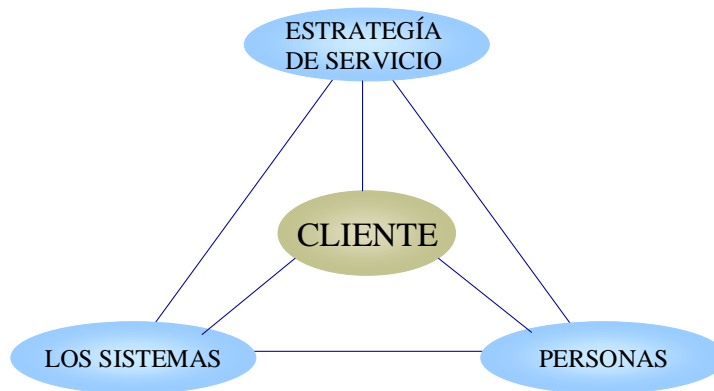 ESTRATEGÍA
DE SERVICIO
CLIENTE
LOS SISTEMAS
PERSONAS